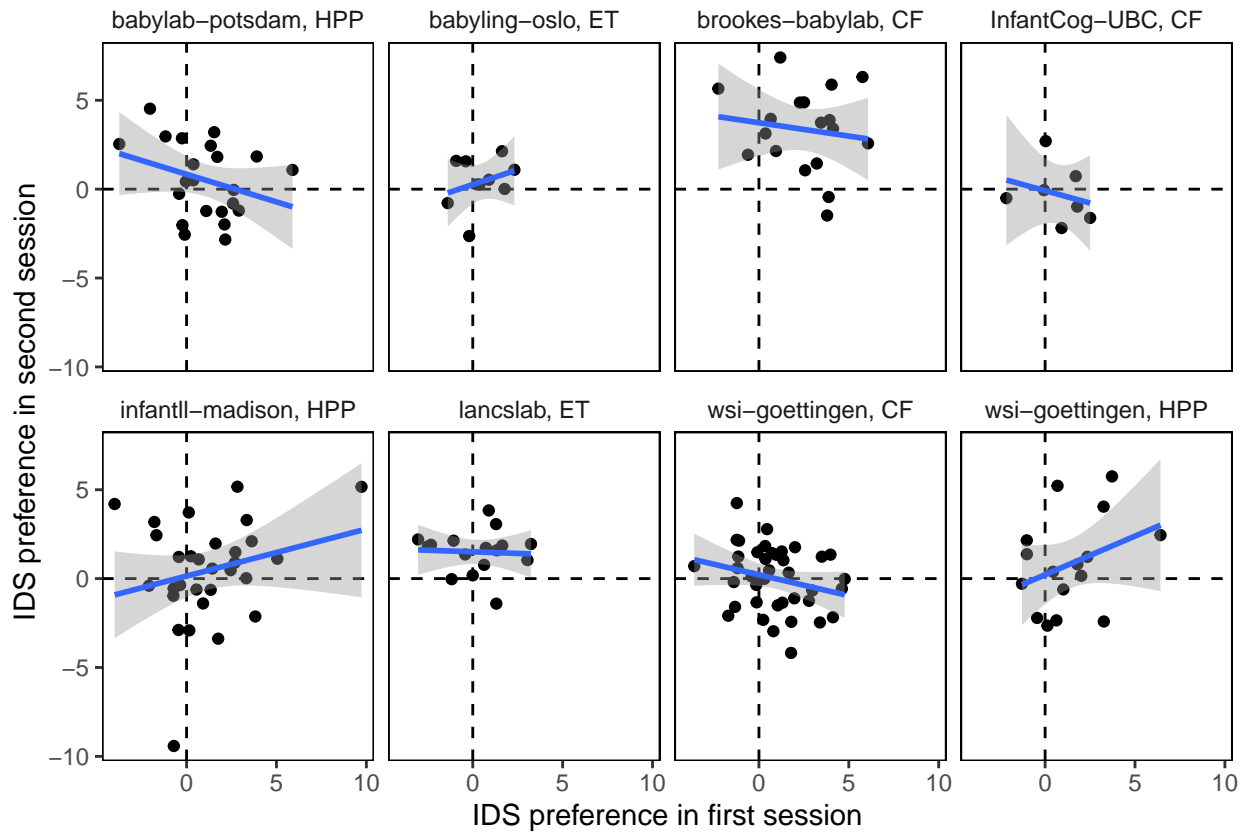 babylab−potsdam, HPP
babyling−oslo, ET
brookes−babylab, CF
InfantCog−UBC, CF
5
0
−5
−10
infantll−madison, HPP
lancslab, ET
wsi−goettingen, CF
wsi−goettingen, HPP
5
0
−5
−10
0 5 10
0 5 10
0 5 10
0 5 10
IDS preference in first session
IDS preference in second session